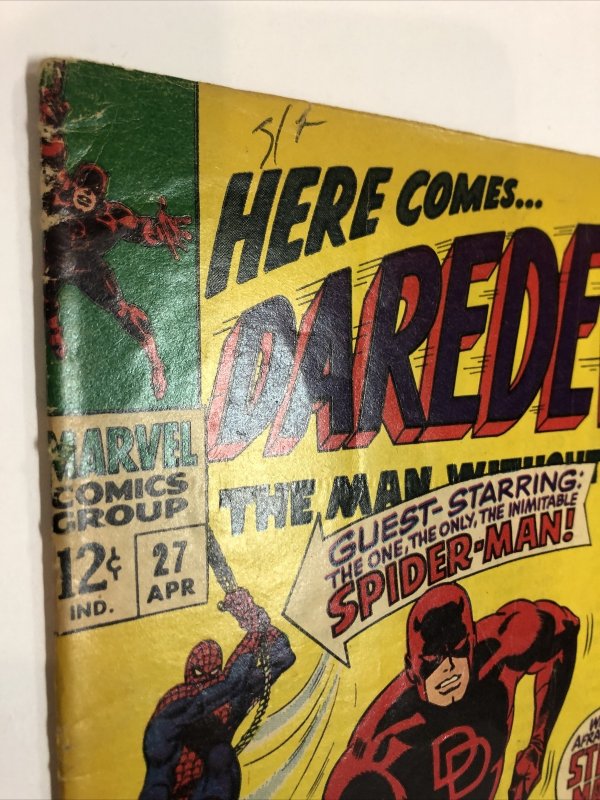 HERE COMES...
DAREDE
THE MAN WITHOUT
MARVEL
COMICS
GROUP
12¢
IND.
27
APR
GUEST-STARRING:
THE ONE, THE ONLY, THE INIMITABLE
SPIDER-MAN!
DD